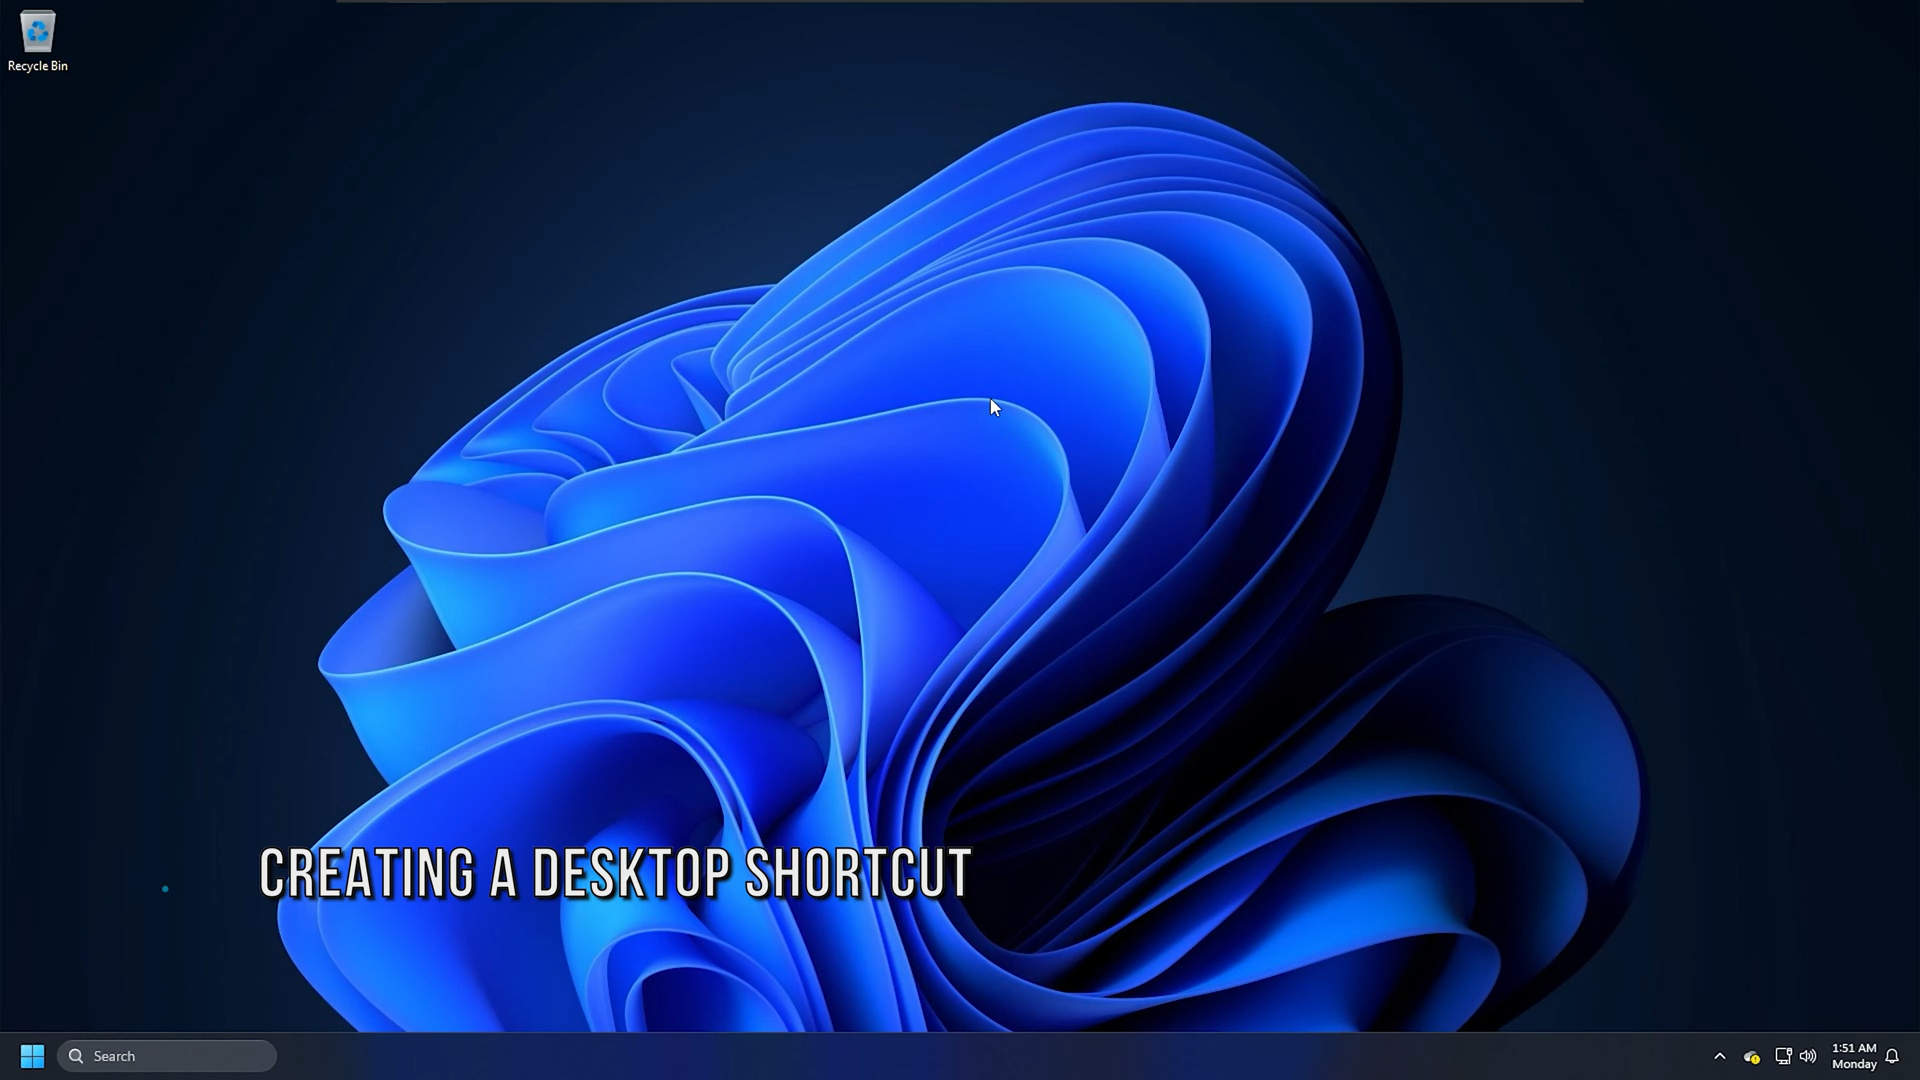 Recycle Bin
CREATING A DESKTOP SHORTCUT
Search
1:51 AM
Monday